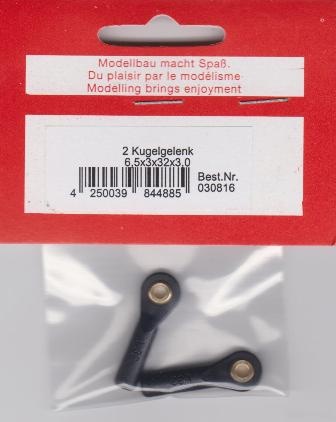 Modellbau macht Spaß.
Du plaisir par le modélisme
Modelling brings enjoyment
2 Kugelgelenk
6,5x3x32x3,0
4 250039 844885
Best.Nr.
030816